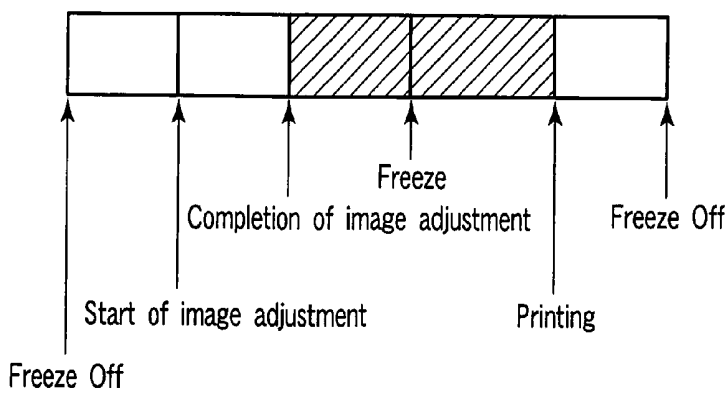 Freeze
Completion of image adjustment
Freeze Off
Start of image adjustment
Printing
Freeze Off